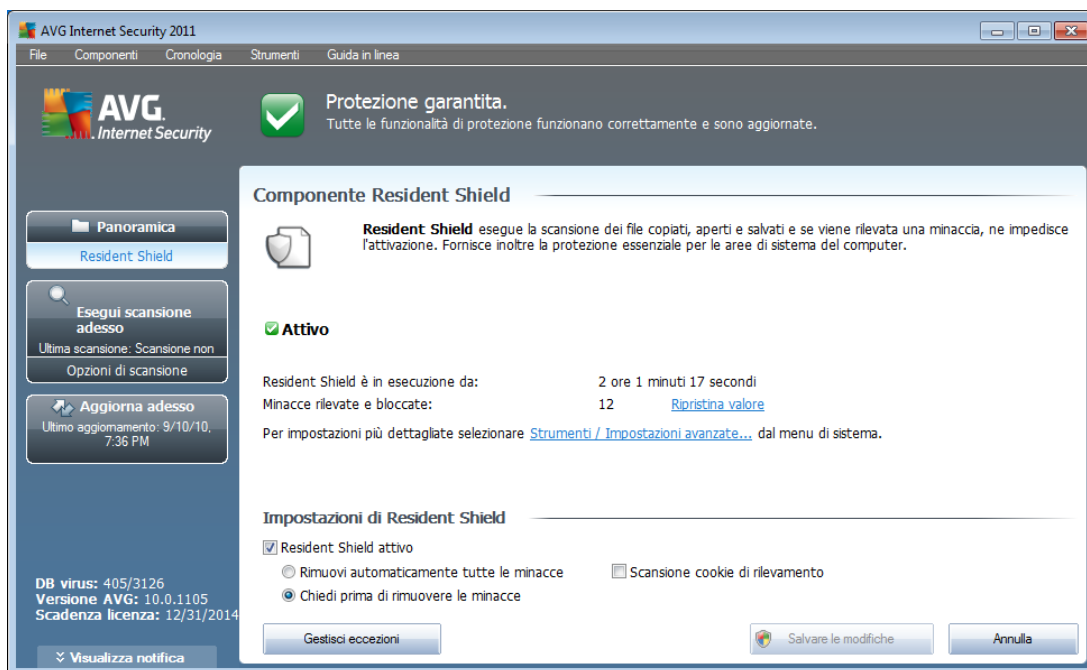 AVG Internet Security 2011
File Componenti Cronologia Strumenti Guida in linea
AVG.
Internet Security
Protezione garantita.
Tutte le funzionalità di protezione funzionano correttamente e sono aggiornate.
Panoramica
Resident Shield
Esegui scansione
adesso
Ultima scansione: Scansione non
Opzioni di scansione
Aggiorna adesso
Ultimo aggiornamento: 9/10/10,
7:36 PM
DB virus: 405/3126
Versione AVG: 10.0.1105
Scadenza licenza: 12/31/2014
Visualizza notifica
Componente Resident Shield
Resident Shield esegue la scansione dei file copiati, aperti e salvati e se viene rilevata una minaccia, ne impedisce
l'attivazione. Fornisce inoltre la protezione essenziale per le aree di sistema del computer.
Attivo
Resident Shield è in esecuzione da: 2 ore 1 minuti 17 secondi
Minacce rilevate e bloccate: 12 Ripristina valore
Per impostazioni più dettagliate selezionare Strumenti / Impostazioni avanzate... dal menu di sistema.
Impostazioni di Resident Shield
Resident Shield attivo
Rimuovi automaticamente tutte le minacce Scansione cookie di rilevamento
Chiedi prima di rimuovere le minacce
Gestisci eccezioni Salvare le modifiche Annulla